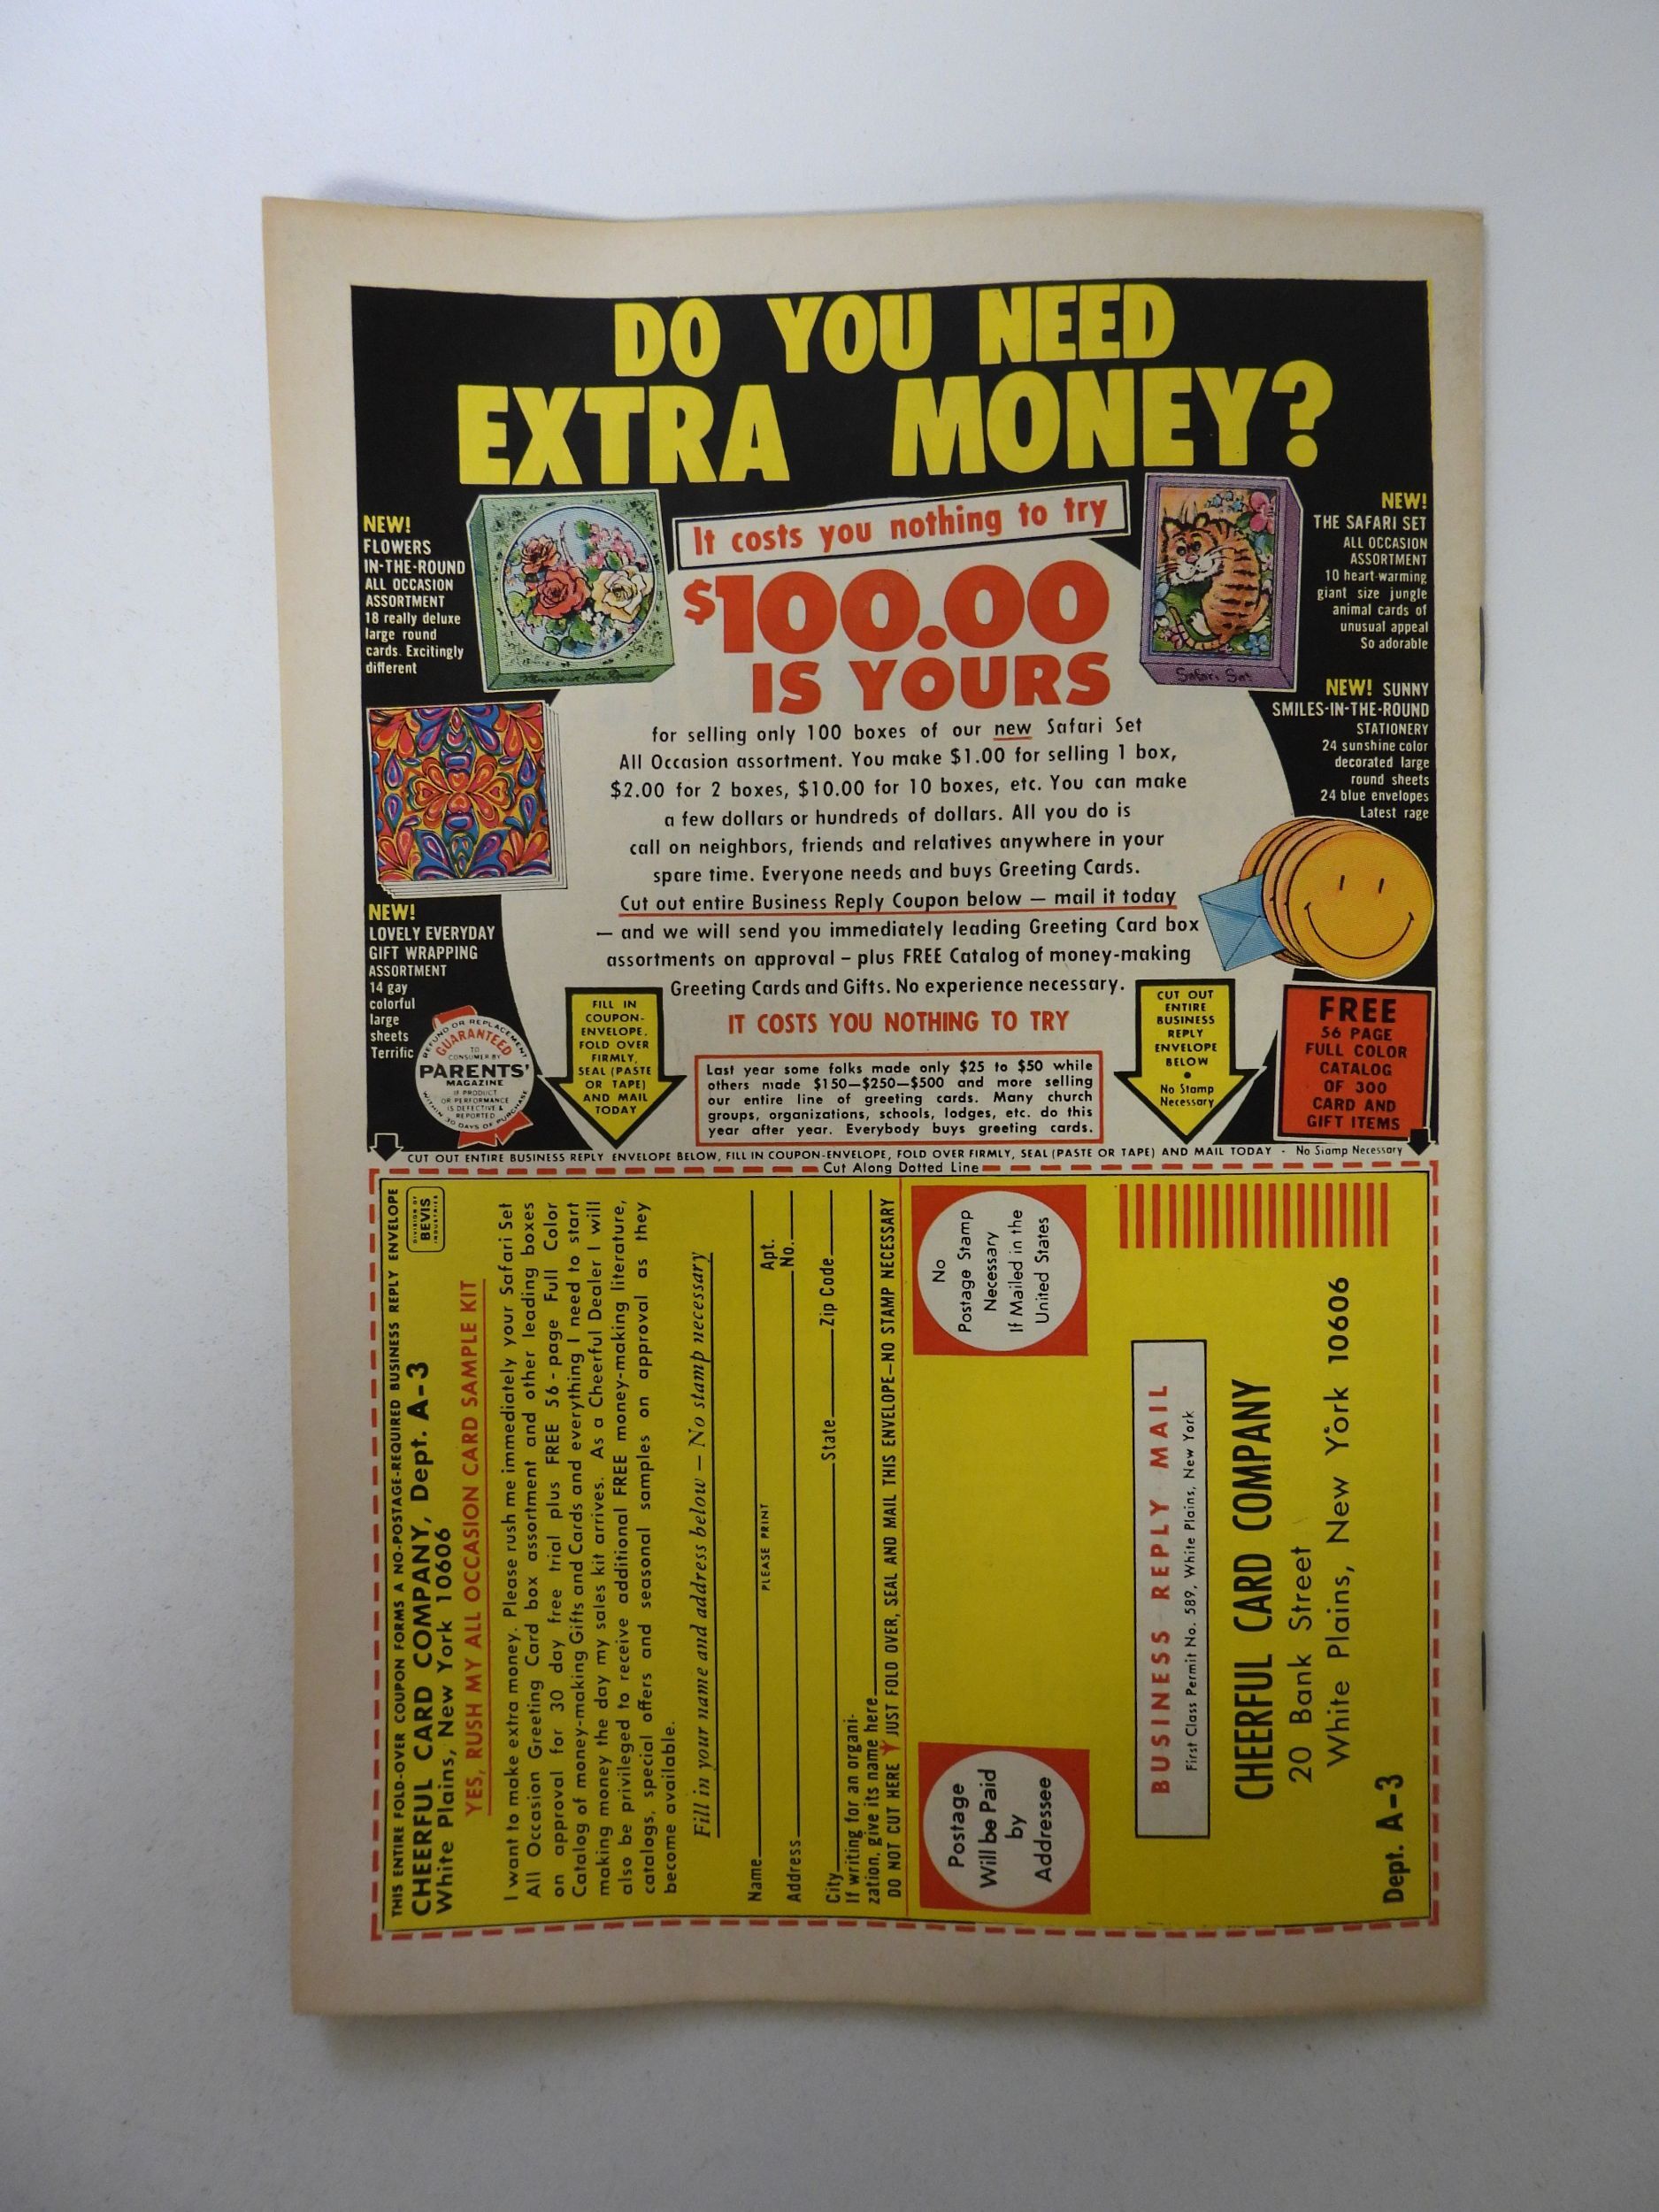 DO YOU NEED
EXTRA MONEY?
NEW!
FLOWERS
IN-THE-ROUND
ALL OCCASION
ASSORTMENT
18 really deluxe
large round
cards. Excitingly
different
Flowers in the Round
It costs you nothing to try
$100.00
IS YOURS
Safari Set
NEW!
THE SAFARI SET
ALL OCCASION
ASSORTMENT
10 heart-warming
giant size jungle
animal cards of
unusual appeal
So adorable
for selling only 100 boxes of our new Safari Set
All Occasion assortment. You make $1.00 for selling 1 box,
$2.00 for 2 boxes, $10.00 for 10 boxes, etc. You can make
a few dollars or hundreds of dollars. All you do is
call on neighbors, friends and relatives anywhere in your
spare time. Everyone needs and buys Greeting Cards.
Cut out entire Business Reply Coupon below — mail it today
— and we will send you immediately leading Greeting Card box
assortments on approval – plus FREE Catalog of money-making
Greeting Cards and Gifts. No experience necessary.
IT COSTS YOU NOTHING TO TRY
NEW! SUNNY
SMILES-IN-THE-ROUND
STATIONERY
24 sunshine color
decorated large
round sheets
24 blue envelopes
Latest rage
NEW!
LOVELY EVERYDAY
GIFT WRAPPING
ASSORTMENT
14 gay
colorful
large
sheets
Terrific
REFUND OR REPLACEMENT
GUARANTEED
TO
CONSUMER BY
PARENTS'
MAGAZINE
IF PRODUCT
OR PERFORMANCE
IS DEFECTIVE &
REPORTED
WITHIN 30 DAYS OF PURCHASE
FILL IN
COUPON-
ENVELOPE,
FOLD OVER
FIRMLY,
SEAL (PASTE
OR TAPE)
AND MAIL
TODAY
Last year some folks made only $25 to $50 while
others made $150—$250—$500 and more selling
our entire line of greeting cards. Many church
groups, organizations, schools, lodges, etc. do this
year after year. Everybody buys greeting cards.
CUT OUT
ENTIRE
BUSINESS
REPLY
ENVELOPE
BELOW
•
No Stamp
Necessary
FREE
56 PAGE
FULL COLOR
CATALOG
OF 300
CARD AND
GIFT ITEMS
CUT OUT ENTIRE BUSINESS REPLY ENVELOPE BELOW, FILL IN COUPON-ENVELOPE, FOLD OVER FIRMLY, SEAL (PASTE OR TAPE) AND MAIL TODAY - No Stamp Necessary
Cut Along Dotted Line
THIS ENTIRE FOLD-OVER COUPON FORMS A NO-POSTAGE-REQUIRED BUSINESS REPLY ENVELOPE
CHEERFUL CARD COMPANY, Dept. A-3
White Plains, New York 10606
DIVISION OF
BEVIS
INDUSTRIES
YES, RUSH MY ALL OCCASION CARD SAMPLE KIT
I want to make extra money. Please rush me immediately your Safari Set
All Occasion Greeting Card box assortment and other leading boxes
on approval for 30 day free trial plus FREE 56-page Full Color
Catalog of money-making Gifts and Cards and everything I need to start
making money the day my sales kit arrives. As a Cheerful Dealer I will
also be privileged to receive additional FREE money-making literature,
catalogs, special offers and seasonal samples on approval as they
become available.
Fill in your name and address below — No stamp necessary
Name
PLEASE PRINT
Address
Apt.
No.
City
State
Zip Code
If writing for an organi-
zation, give its name here
DO NOT CUT HERE JUST FOLD OVER, SEAL AND MAIL THIS ENVELOPE—NO STAMP NECESSARY
Postage
Will be Paid
by
Addressee
No
Postage Stamp
Necessary
If Mailed in the
United States
BUSINESS REPLY MAIL
First Class Permit No. 589, White Plains, New York
CHEERFUL CARD COMPANY
20 Bank Street
White Plains, New York 10606
Dept. A-3